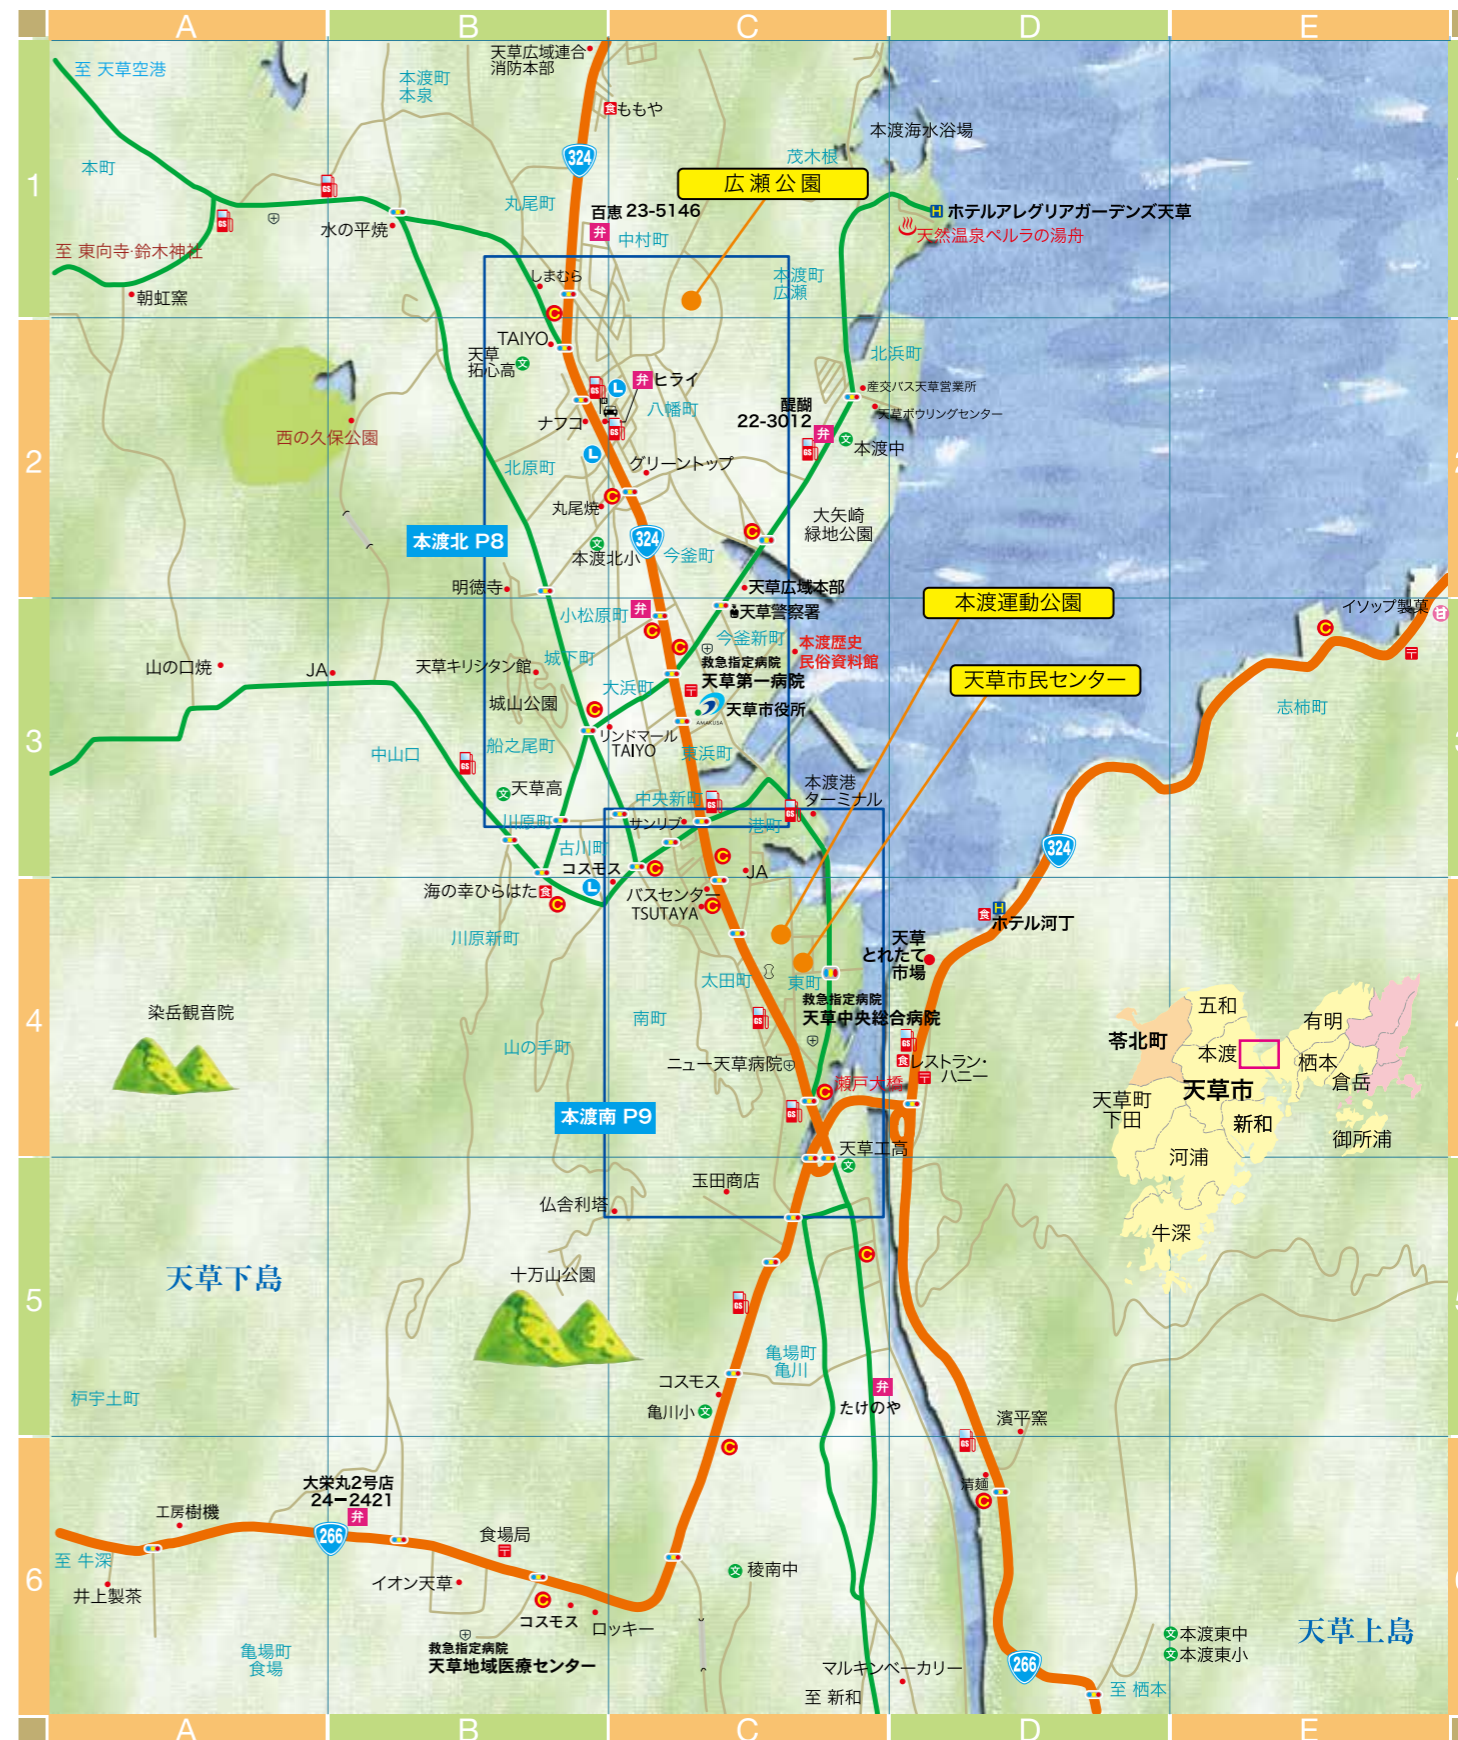 A B C D E
1
2
3
4
5
6
至 天草空港
本渡町
本泉
天草広域連合
消防本部
ももや
324
本渡海水浴場
茂木根
広瀬公園
本町
GS
丸尾町
百恵 23-5146
弁
中村町
水の平焼
至 東向寺·鈴木神社
朝虹窯
ホテルアレグリアガーデンズ天草
天然温泉ペルラの湯舟
しまむら
本渡町
広瀬
TAIYO
天草
拓心高
北浜町
産交バス天草営業所
天草ボウリングセンター
ヒライ
八幡町
ナフコ
醍醐
22-3012
本渡中
西の久保公園
北原町
グリーントップ
丸尾焼
大矢崎
緑地公園
本渡北 P8
324
本渡北小
今釜町
明徳寺
天草広域本部
本渡運動公園
小松原町
天草警察署
今釜新町
本渡歴史
民俗資料館
イソップ製菓
城下町
救急指定病院
天草第一病院
天草市民センター
山の口焼
JA
天草キリシタン館
大浜町
城山公園
天草市役所
AMAKUSA
志柿町
中山口
船之尾町
リンドマール
TAIYO
東浜町
天草高
中央新町
本渡港
ターミナル
川原町
サンリブ
港町
古川町
コスモス
JA
324
海の幸ひらはた
バスセンター
TSUTAYA
ホテル河丁
川原新町
天草
とれたて
市場
太田町
東町
救急指定病院
天草中央総合病院
染岳観音院
南町
山の手町
ニュー天草病院
レストラン·
ハニー
瀬戸大橋
本渡南 P9
天草工高
五和
有明
苓北町
本渡
栖本
倉岳
天草市
天草町
下田
新和
御所浦
河浦
牛深
玉田商店
仏舎利塔
天草下島
十万山公園
亀場町
亀川
枦宇土町
コスモス
亀川小
たけのや
濱平窯
清麺
大栄丸2号店
24ー2421
工房樹機
266
食場局
至 牛深
井上製茶
イオン天草
稜南中
コスモス
ロッキー
救急指定病院
天草地域医療センター
亀場町
食場
マルキンベーカリー
至 新和
266
至 栖本
本渡東中
本渡東小
天草上島
A B C D E